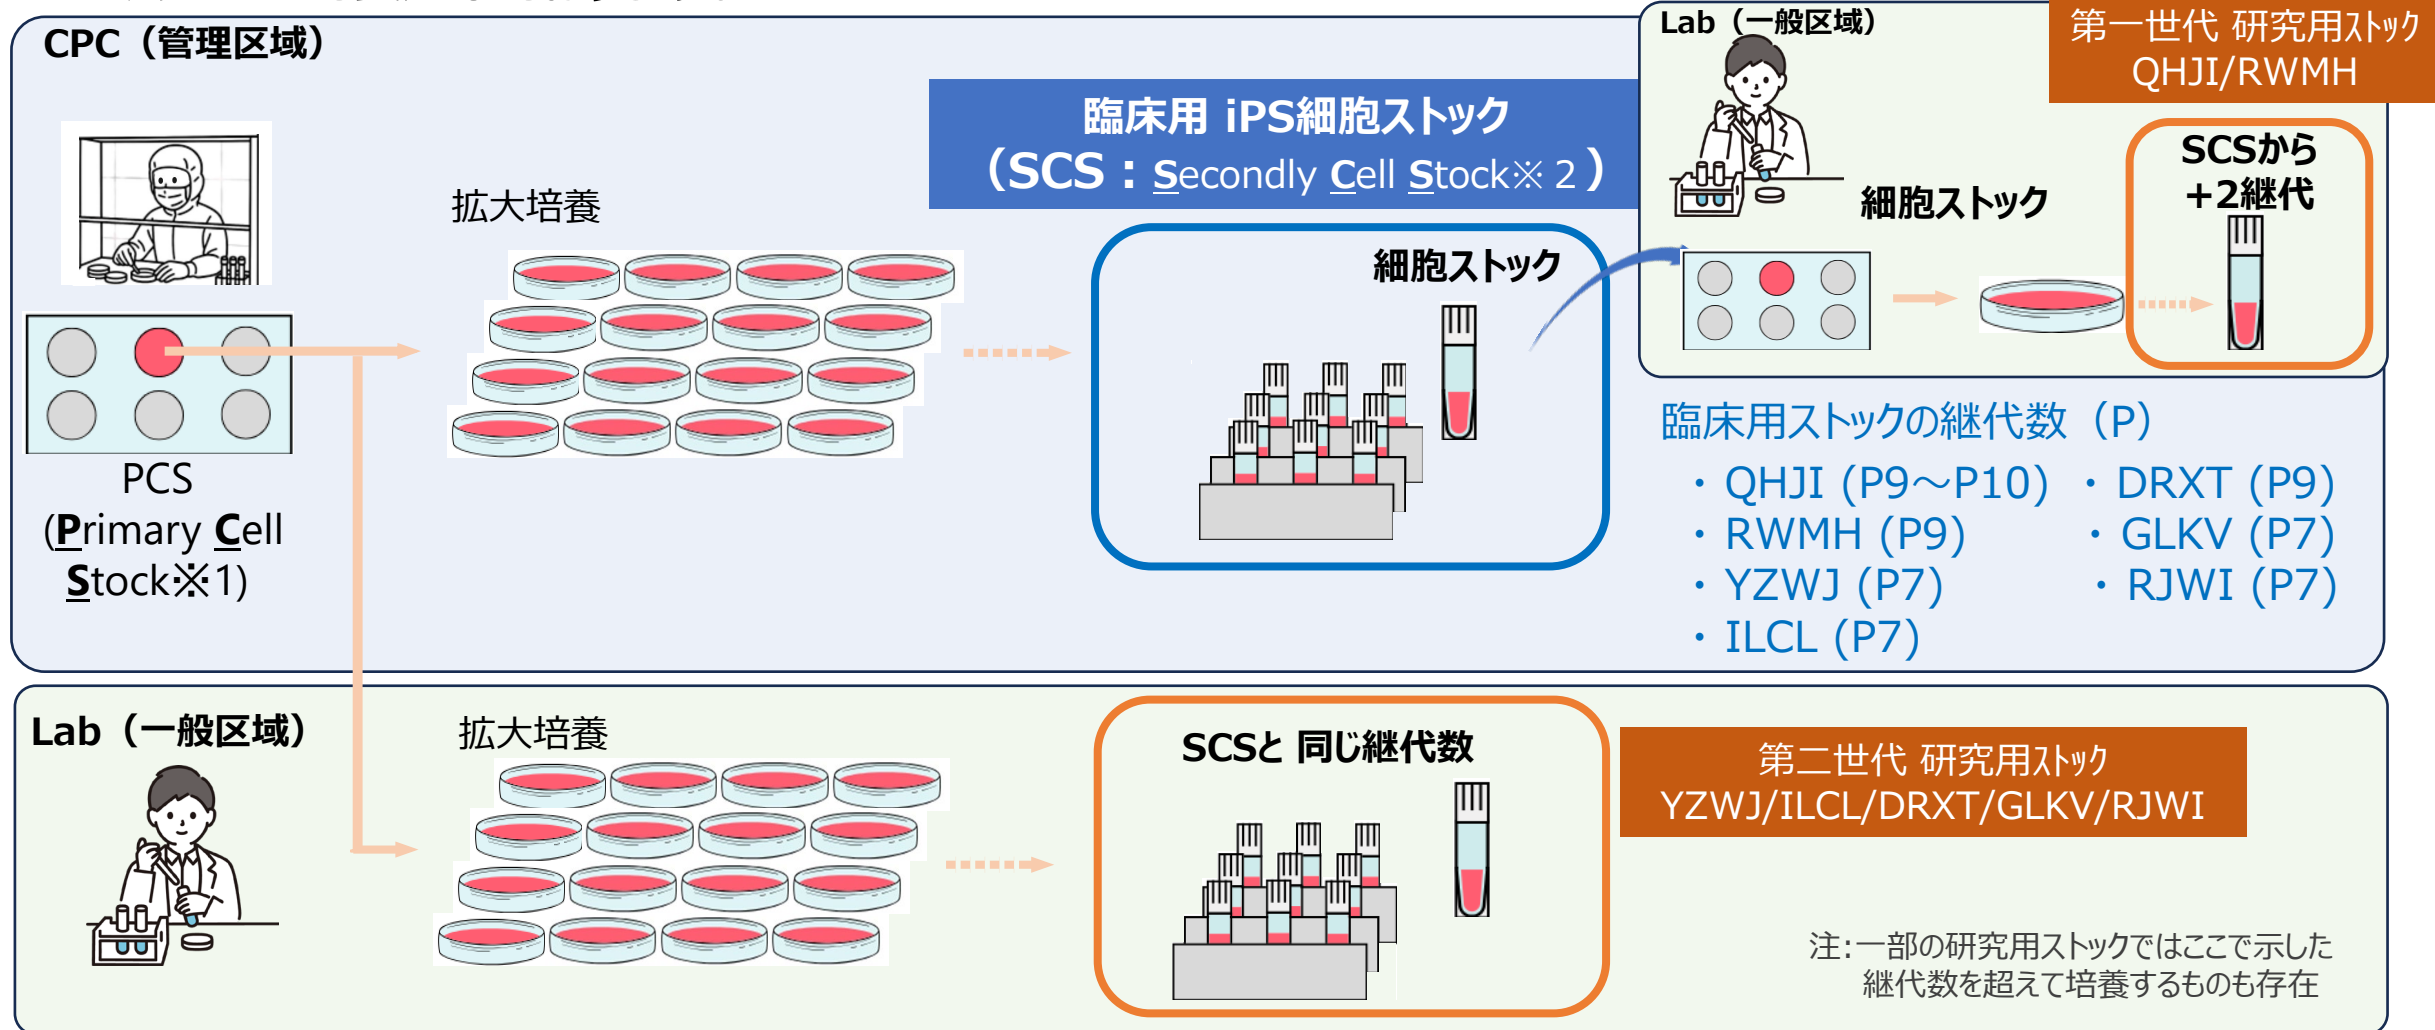 CPC（管理区域）
臨床用 iPS細胞ストック
（SCS：Secondly Cell Stock※２）
拡大培養
細胞ストック
PCS
(Primary Cell
Stock※1)
Lab（一般区域）
第一世代 研究用ストック
QHJI/RWMH
細胞ストック
SCSから
+2継代
臨床用ストックの継代数（P）
・QHJI (P9～P10)
・DRXT (P9)
・RWMH (P9)
・GLKV (P7)
・YZWJ (P7)
・RJWI (P7)
・ILCL (P7)
Lab（一般区域）
拡大培養
SCSと 同じ継代数
第二世代 研究用ストック
YZWJ/ILCL/DRXT/GLKV/RJWI
注:一部の研究用ストックではここで示した
継代数を超えて培養するものも存在